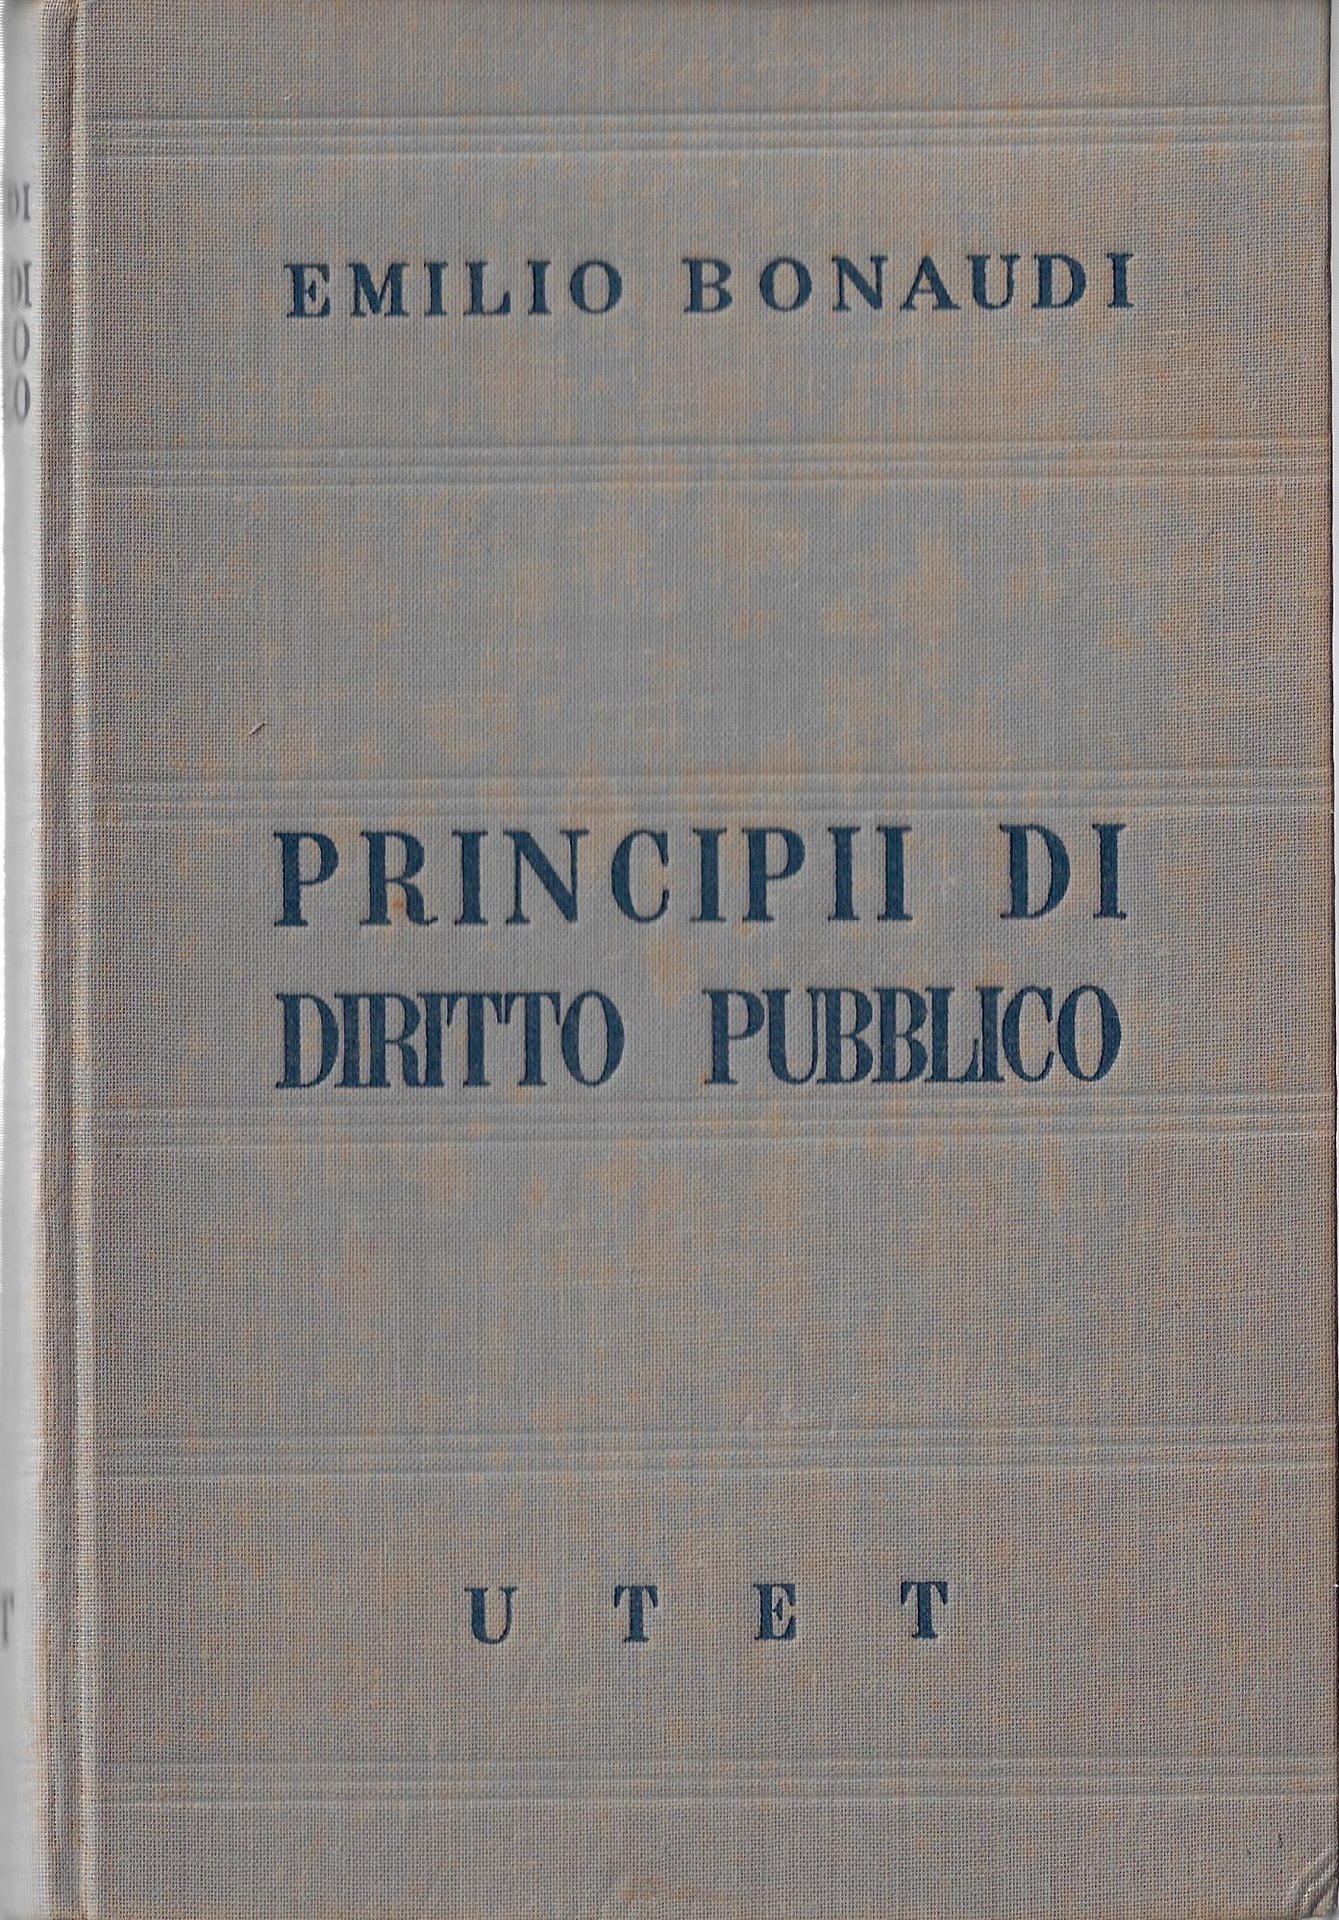 EMILIO BONAUDI
PRINCIPII DI
DIRITTO PUBBLICO
U T E T